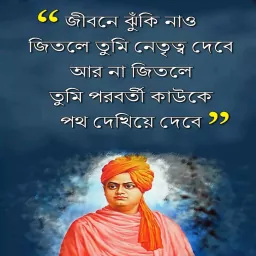 “ জীবনে ঝুঁকি নাও
জিতলে তুমি নেতৃত্ব দেবে
আর না জিতলে
তুমি পরবর্তী কাউকে
পথ দেখিয়ে দেবে ”